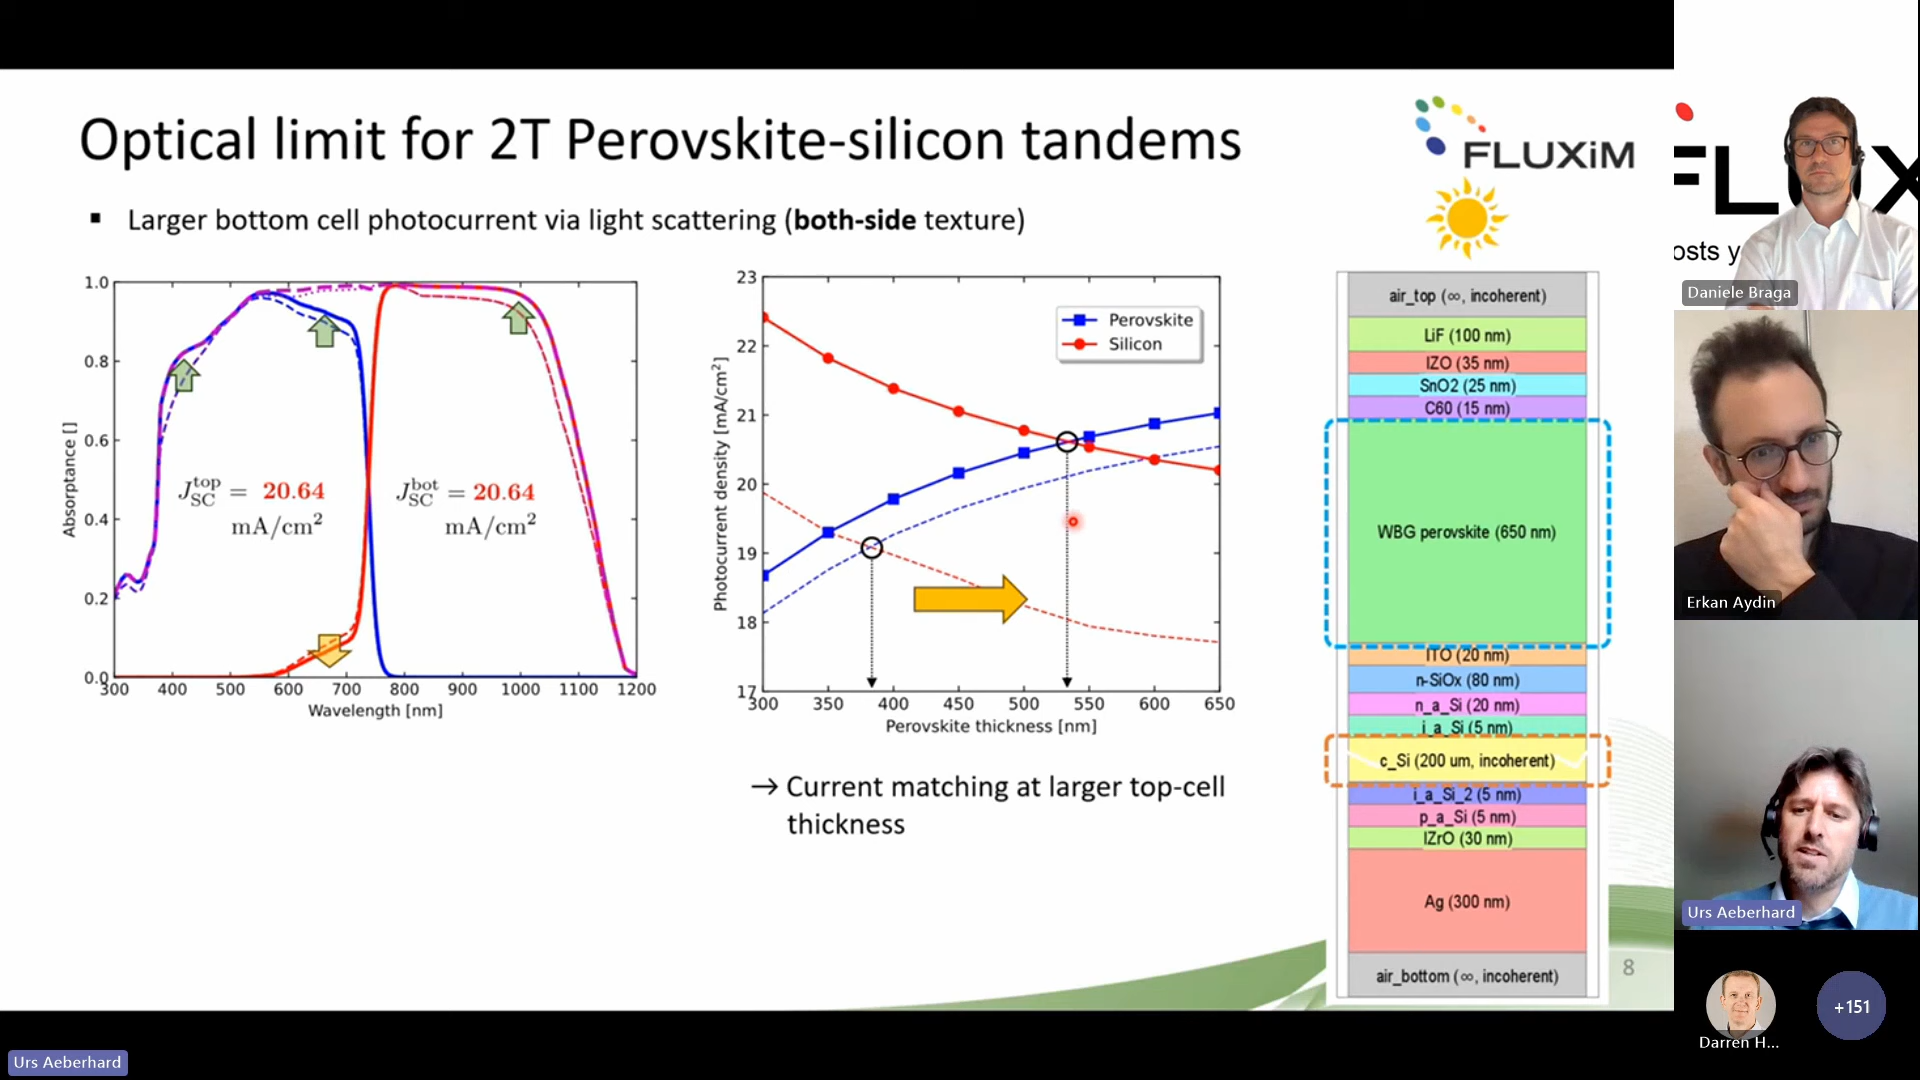 Optical limit for 2T Perovskite-silicon tandems
FLUXiM
▪ Larger bottom cell photocurrent via light scattering (both-side texture)
1.0
0.8
0.6
0.4
0.2
0.0
Absorptance []
J_SC^top = 20.64
mA/cm²
J_SC^bot = 20.64
mA/cm²
300 400 500 600 700 800 900 1000 1100 1200
Wavelength [nm]
23
22
21
20
19
18
17
Photocurrent density [mA/cm²]
Perovskite
Silicon
300 350 400 450 500 550 600 650
Perovskite thickness [nm]
→ Current matching at larger top-cell
thickness
air_top (∞, incoherent)
LiF (100 nm)
IZO (35 nm)
SnO2 (25 nm)
C60 (15 nm)
WBG perovskite (650 nm)
ITO (20 nm)
n-SiOx (80 nm)
n_a_Si (20 nm)
i_a_Si (5 nm)
c_Si (200 um, incoherent)
i_a_Si_2 (5 nm)
p_a_Si (5 nm)
IZrO (30 nm)
Ag (300 nm)
air_bottom (∞, incoherent)
8
FLUX
osts y
Daniele Braga
Erkan Aydin
Urs Aeberhard
Darren H...
+151
Urs Aeberhard